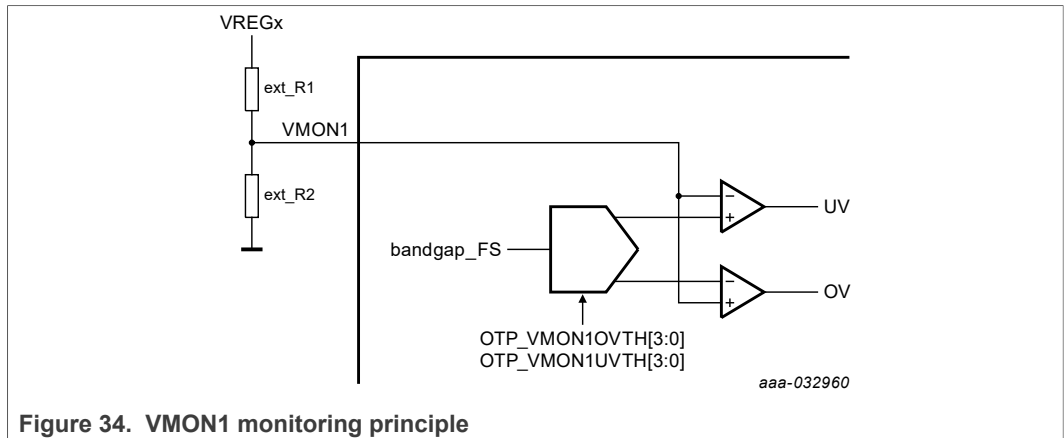 VREGx
ext_R1
VMON1
ext_R2
bandgap_FS
−
+
UV
−
+
OV
OTP_VMON1OVTH[3:0]
OTP_VMON1UVTH[3:0]
aaa-032960
Figure 34. VMON1 monitoring principle